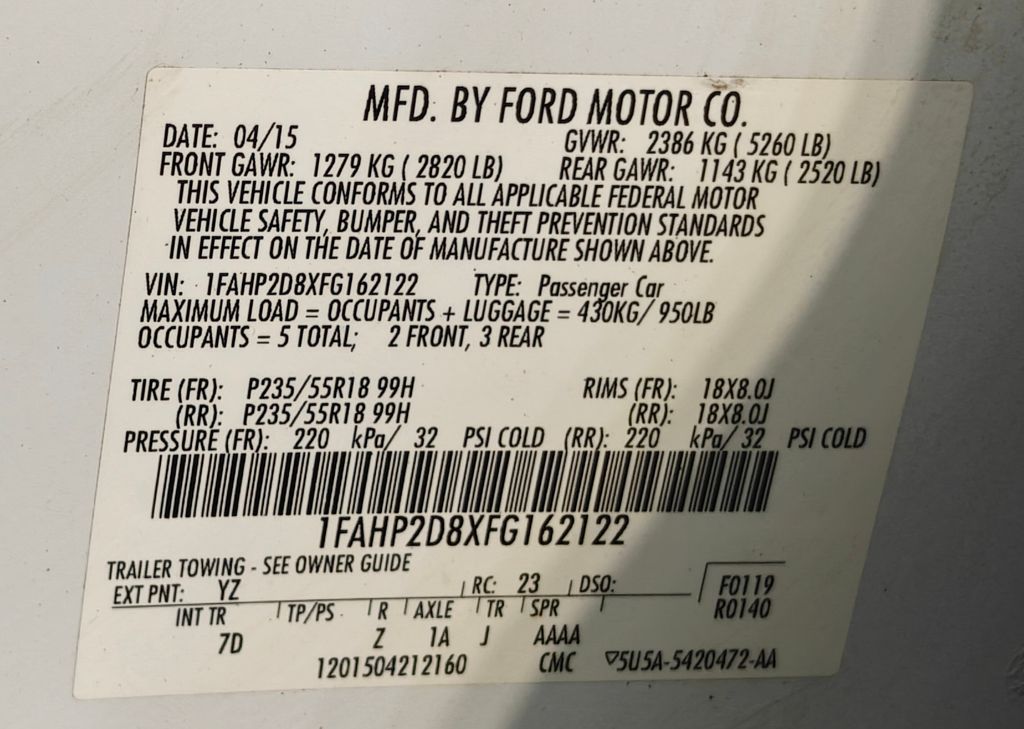 MFD. BY FORD MOTOR CO.
DATE: 04/15 GVWR: 2386 KG ( 5260 LB)
FRONT GAWR: 1279 KG ( 2820 LB) REAR GAWR: 1143 KG ( 2520 LB)
THIS VEHICLE CONFORMS TO ALL APPLICABLE FEDERAL MOTOR
VEHICLE SAFETY, BUMPER, AND THEFT PREVENTION STANDARDS
IN EFFECT ON THE DATE OF MANUFACTURE SHOWN ABOVE.
VIN: 1FAHP2D8XFG162122 TYPE: Passenger Car
MAXIMUM LOAD = OCCUPANTS + LUGGAGE = 430KG/ 950LB
OCCUPANTS = 5 TOTAL; 2 FRONT, 3 REAR
TIRE (FR): P235/55R18 99H RIMS (FR): 18X8.0J
(RR): P235/55R18 99H (RR): 18X8.0J
PRESSURE (FR): 220 kPa/ 32 PSI COLD (RR): 220 kPa/ 32 PSI COLD
1FAHP2D8XFG162122
TRAILER TOWING - SEE OWNER GUIDE
EXT PNT: YZ RC: 23 DSO: F0119
INT TR TP/PS R AXLE TR SPR R0140
7D Z 1A J AAAA
1201504212160 CMC ▽5U5A-5420472-AA